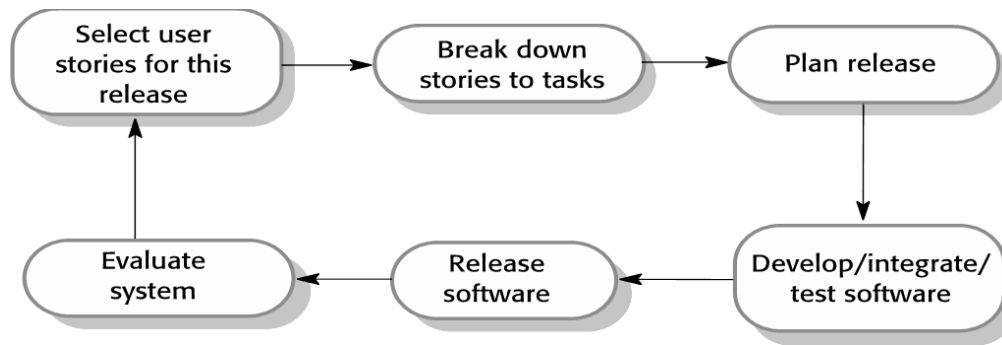 Select user
stories for this
release
Break down
stories to tasks
Plan release
Evaluate
system
Release
software
Develop/integrate/
test software